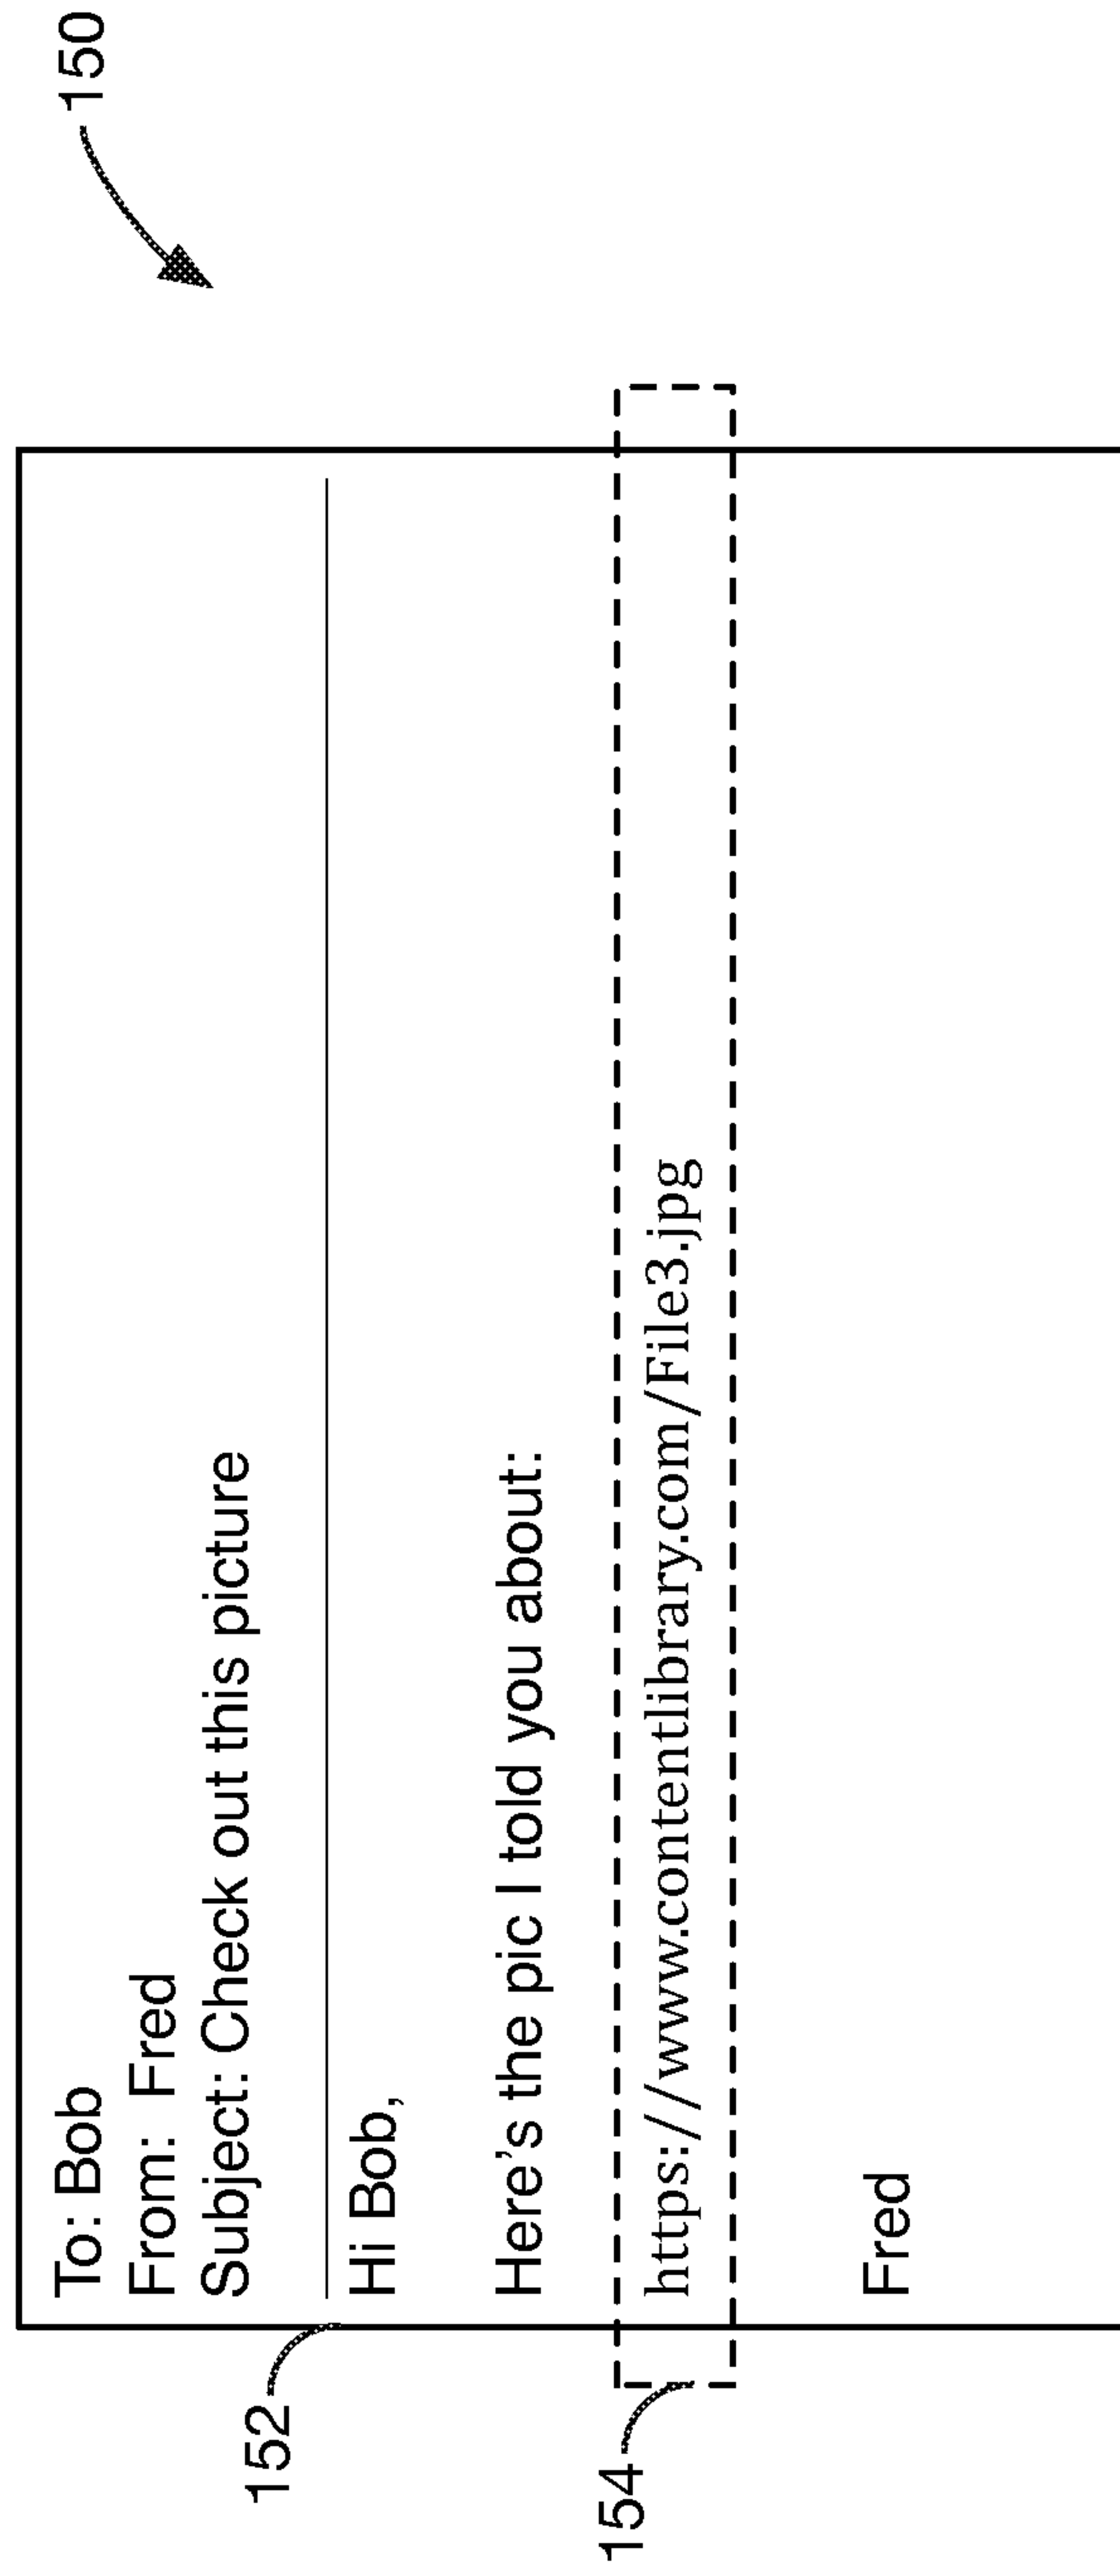 150
152
To: Bob
From: Fred
Subject: Check out this picture
Hi Bob,
Here's the pic I told you about:
154
https://www.contentlibrary.com/File3.jpg
Fred